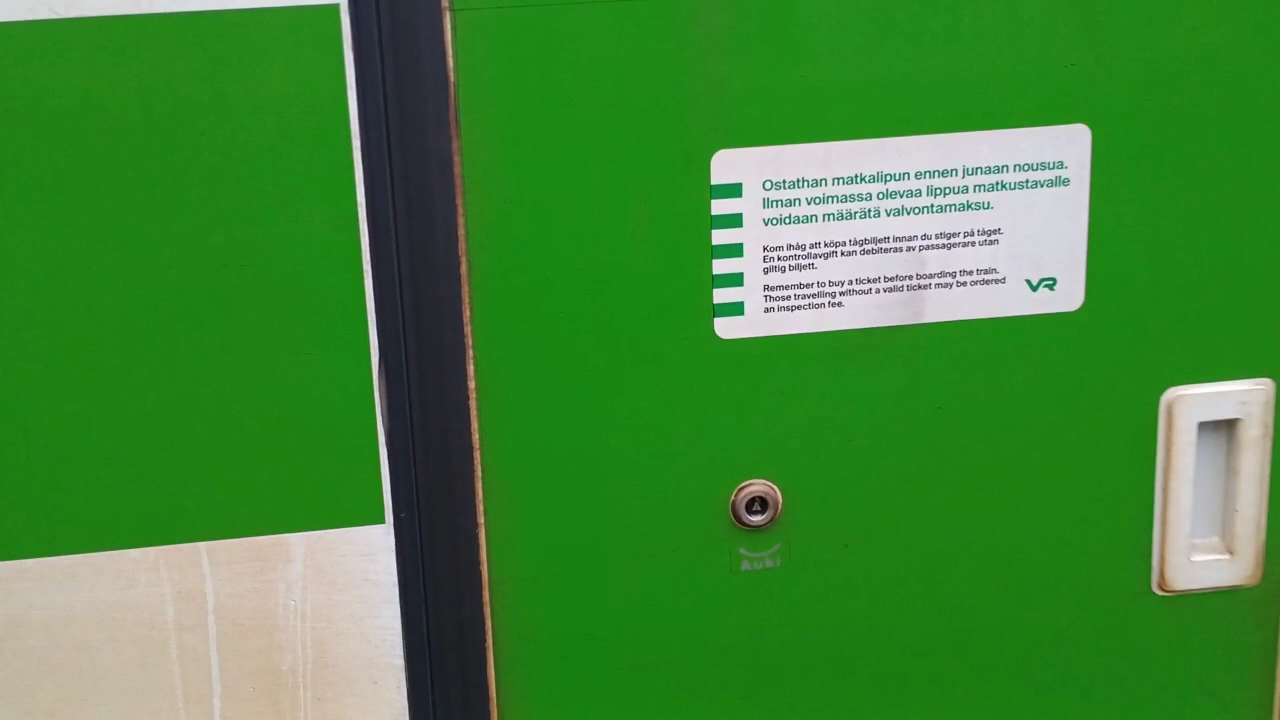 Ostathan matkalipun ennen junaan nousua.
Ilman voimassa olevaa lippua matkustavalle
voidaan määrätä valvontamaksu.
Kom ihåg att köpa tågbiljett innan du stiger på tåget.
En kontrollavgift kan debiteras av passagerare utan
giltig biljett.
Remember to buy a ticket before boarding the train.
Those travelling without a valid ticket may be ordered
an inspection fee.
VR
Auki